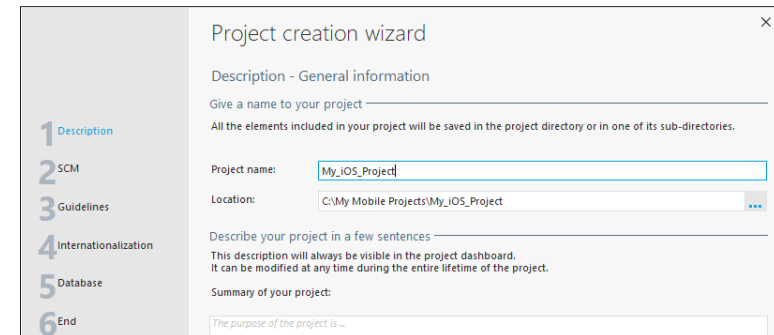 Project creation wizard
Description - General information
Give a name to your project
All the elements included in your project will be saved in the project directory or in one of its sub-directories.
1 Description
2 SCM
3 Guidelines
4 Internationalization
5 Database
6 End
Project name:
My_iOS_Project
Location:
C:\My Mobile Projects\My_iOS_Project
...
Describe your project in a few sentences
This description will always be visible in the project dashboard.
It can be modified at any time during the entire lifetime of the project.
Summary of your project:
The purpose of the project is ...